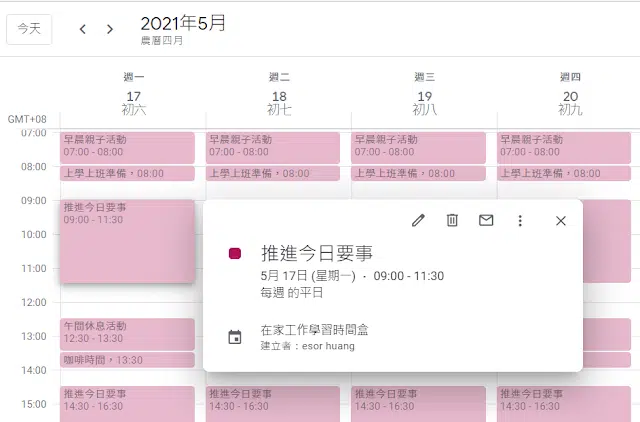 今天
2021年5月
農曆四月
GMT+08
週一
17
初六
週二
18
初七
週三
19
初八
週四
20
初九
07:00
08:00
09:00
10:00
11:00
12:00
13:00
14:00
15:00
早晨親子活動
07:00 - 08:00
上學上班準備，08:00
推進今日要事
09:00 - 11:30
午間休息活動
12:30 - 13:30
咖啡時間，13:30
推進今日要事
14:30 - 16:30
早晨親子活動
07:00 - 08:00
上學上班準備，08:00
推進今日要事
14:30 - 16:30
早晨親子活動
07:00 - 08:00
上學上班準備，08:00
推進今日要事
14:30 - 16:30
早晨親子活動
07:00 - 08:00
上學上班準備，08:00
推進今日要事
14:30 - 16:30
推進今日要事
5月 17日 (星期一) ・ 09:00 - 11:30
每週 的平日
在家工作學習時間盒
建立者：esor huang